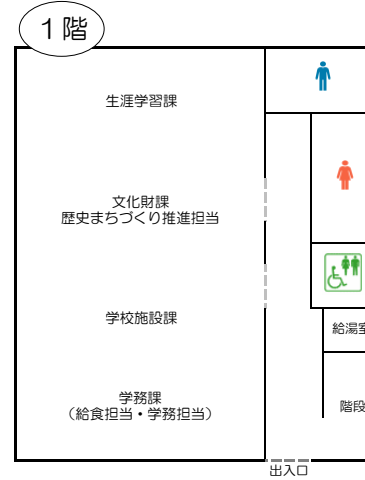 1階
生涯学習課
文化財課
歴史まちづくり推進担当
学校施設課
給湯室
学務課
（給食担当・学務担当）
階段
出入口